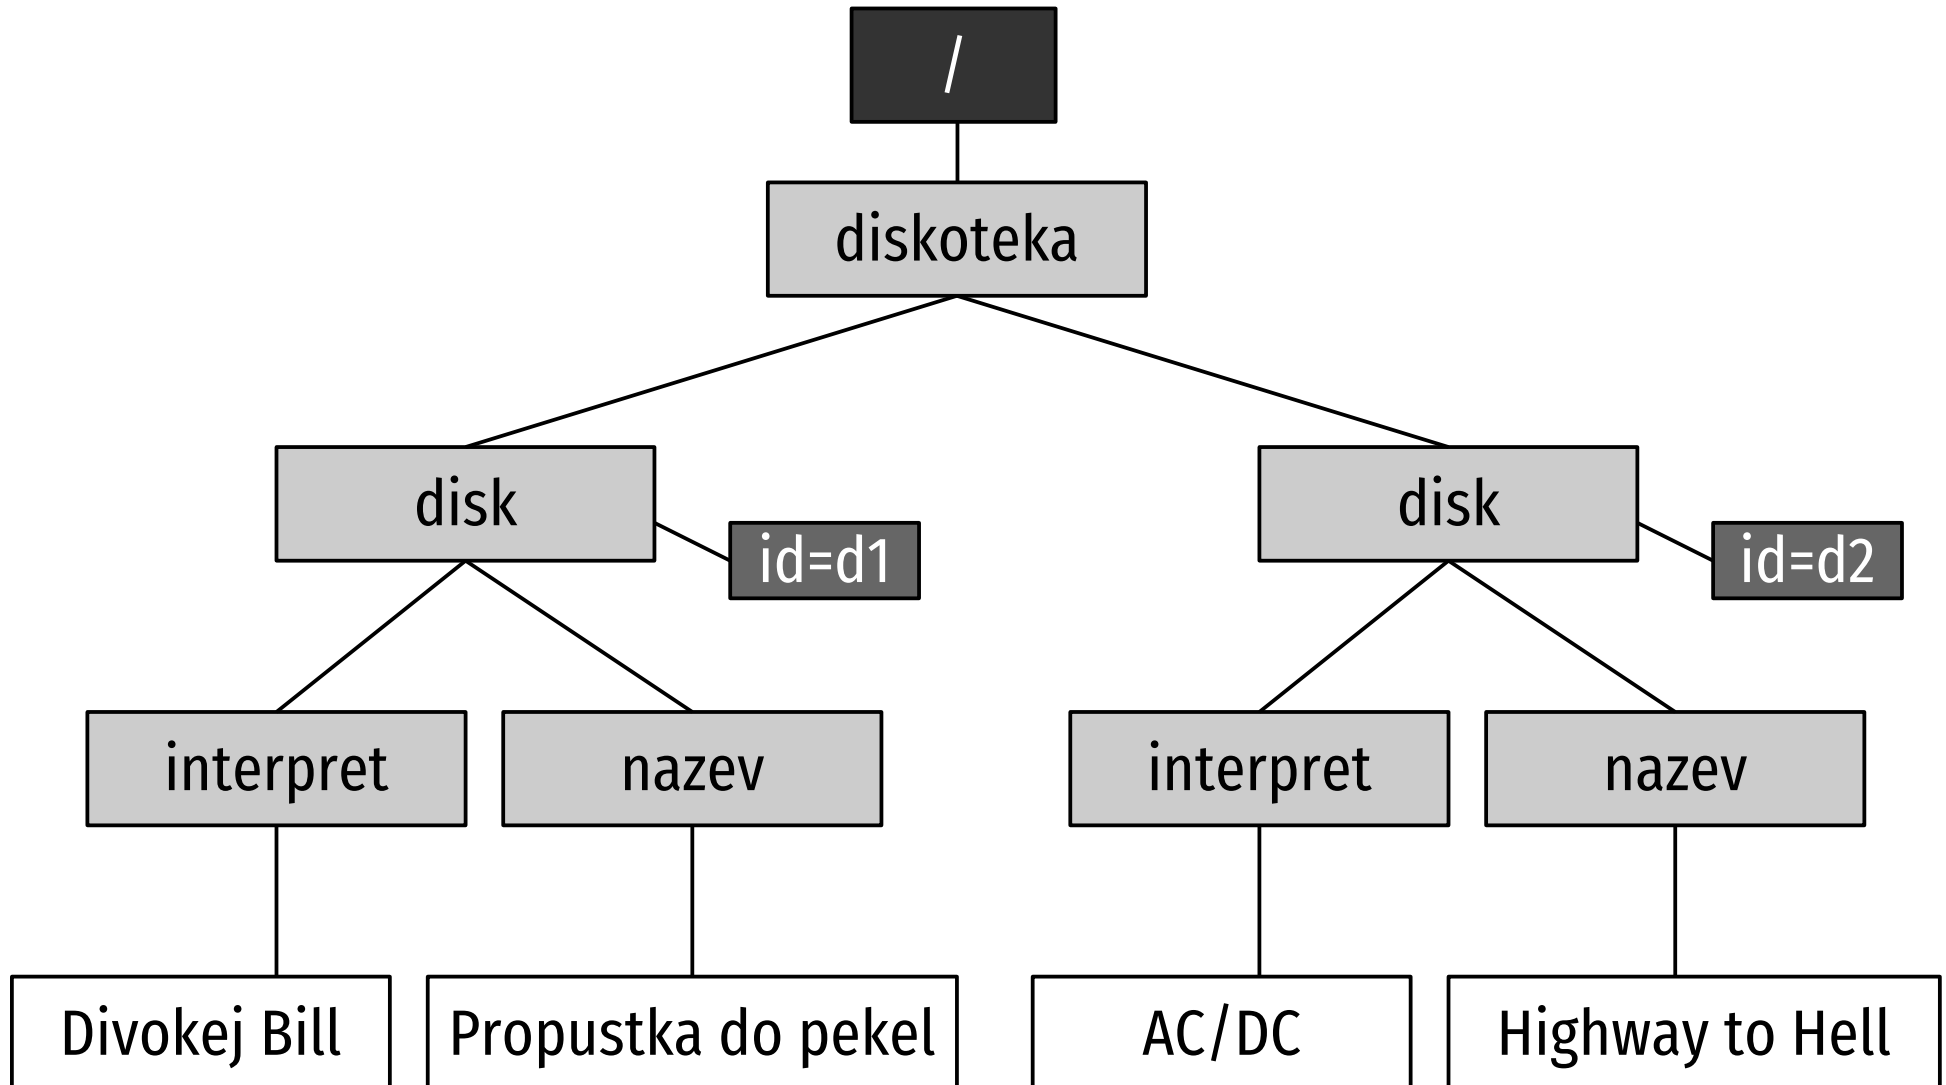 /
diskoteka
disk
disk
id=d1
id=d2
interpret
nazev
interpret
nazev
Divokej Bill
Propustka do pekel
AC/DC
Highway to Hell